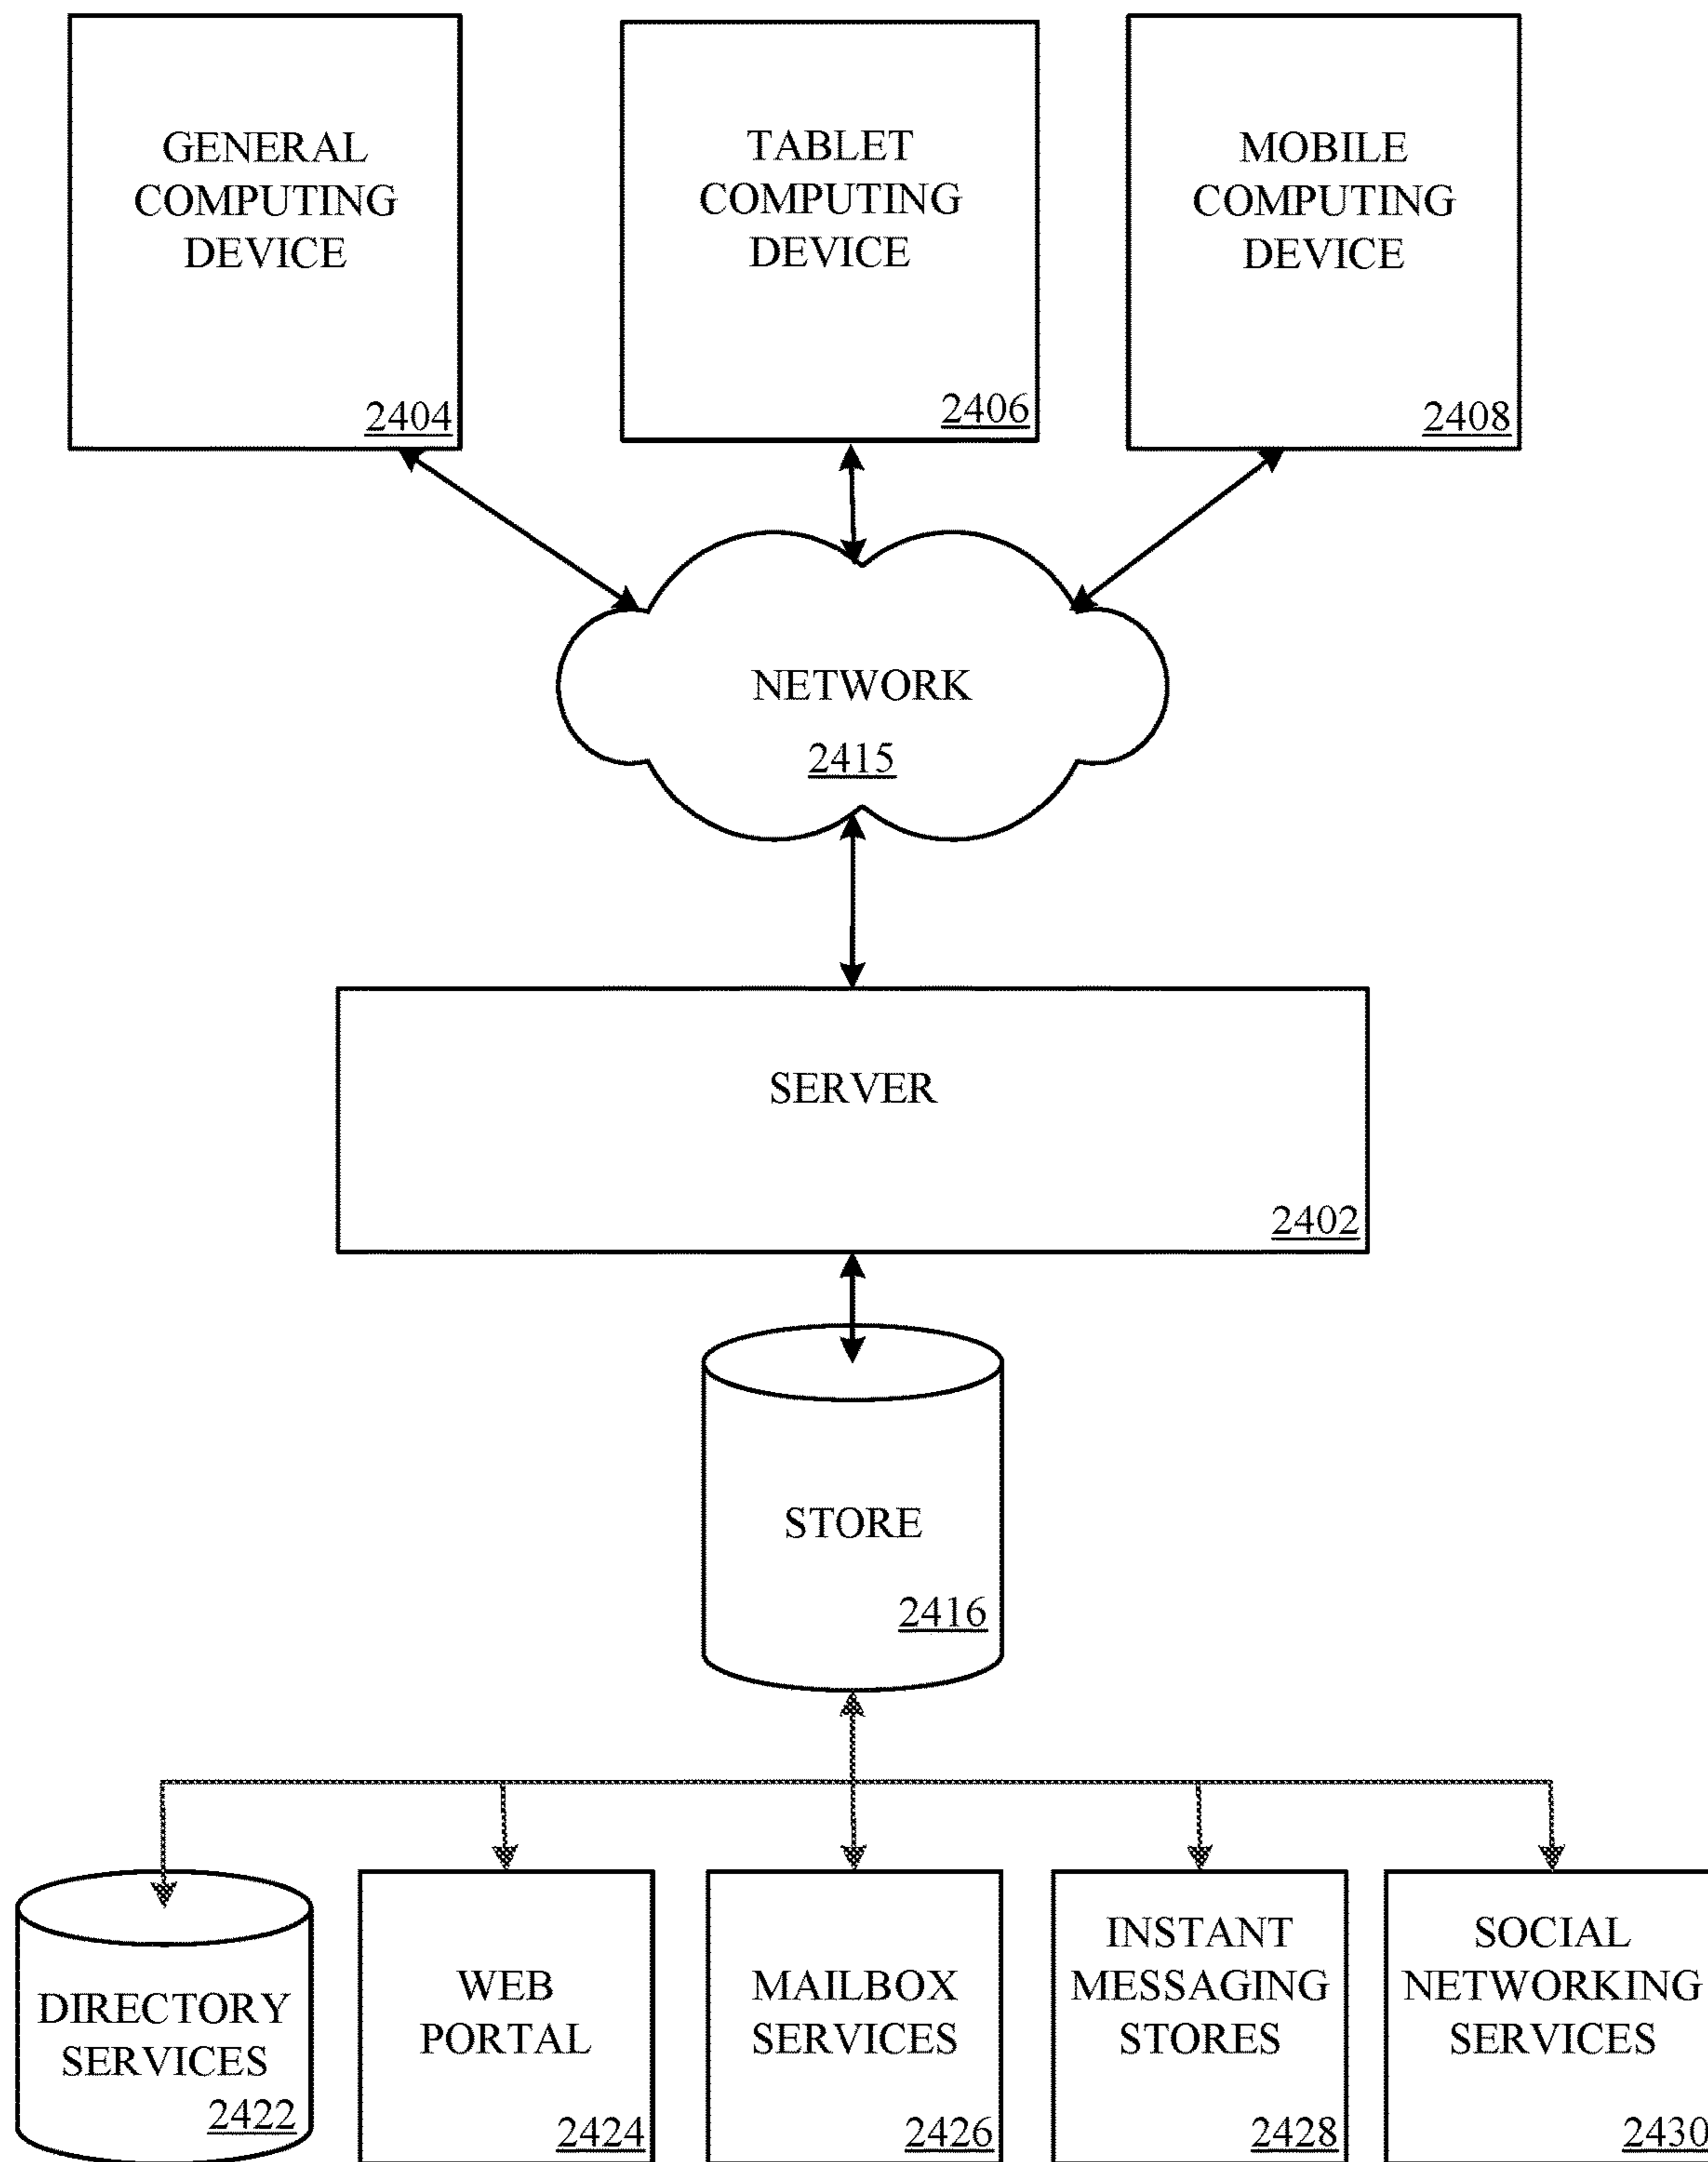 GENERAL
COMPUTING
DEVICE
2404
TABLET
COMPUTING
DEVICE
2406
MOBILE
COMPUTING
DEVICE
2408
NETWORK
2415
SERVER
2402
STORE
2416
DIRECTORY
SERVICES
2422
WEB
PORTAL
2424
MAILBOX
SERVICES
2426
INSTANT
MESSAGING
STORES
2428
SOCIAL
NETWORKING
SERVICES
2430